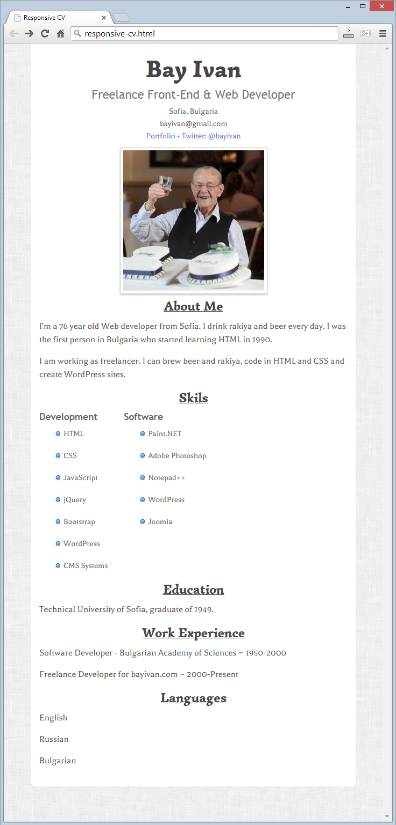 Responsive CV
responsive-cv.html
Bay Ivan
Freelance Front-End & Web Developer
Sofia, Bulgaria
bayivan@gmail.com
Portfolio • Twitter: @bayivan
About Me
I'm a 76 year old Web developer from Sofia. I drink rakiya and beer every day. I was
the first person in Bulgaria who started learning HTML in 1990.
I am working as freelancer. I can brew beer and rakiya, code in HTML and CSS and
create WordPress sites.
Skils
Development
HTML
CSS
JavaScript
jQuery
Bootstrap
WordPress
CMS Systems
Software
Paint.NET
Adobe Photoshop
Notepad++
WordPress
Joomla
Education
Technical University of Sofia, graduate of 1949.
Work Experience
Software Developer - Bulgarian Academy of Sciences ~ 1950-2000
Freelance Developer for bayivan.com ~ 2000-Present
Languages
English
Russian
Bulgarian